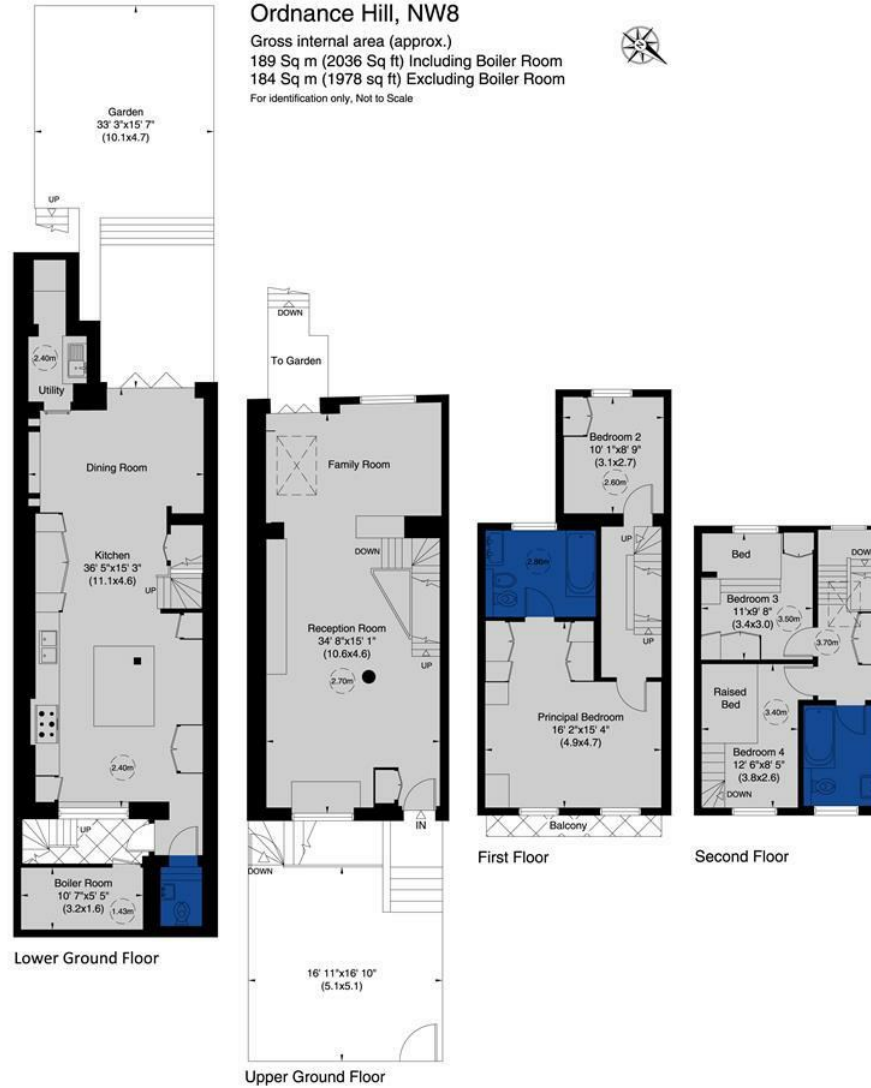 Ordnance Hill, NW8
Gross internal area (approx.)
189 Sq m (2036 Sq ft) Including Boiler Room
184 Sq m (1978 sq ft) Excluding Boiler Room
For identification only, Not to Scale
Garden
33' 3"x15' 7"
(10.1x4.7)
UP
2.40m
Utility
Dining Room
Kitchen
36' 5"x15' 3"
(11.1x4.6)
UP
2.40m
UP
Boiler Room
10' 7"x5' 5"
(3.2x1.6)
1.43m
Lower Ground Floor
DOWN
To Garden
Family Room
DOWN
Reception Room
34' 8"x15' 1"
(10.6x4.6)
2.70m
UP
IN
DOWN
16' 11"x16' 10"
(5.1x5.1)
Upper Ground Floor
Bedroom 2
10' 1"x8' 9"
(3.1x2.7)
2.60m
UP
2.86m
UP
Principal Bedroom
16' 2"x15' 4"
(4.9x4.7)
Balcony
First Floor
Bed
DOW
Bedroom 3
11'x9' 8"
(3.4x3.0)
3.50m
3.70m
Raised
Bed
3.40m
Bedroom 4
12' 6"x8' 5"
(3.8x2.6)
DOWN
Second Floor